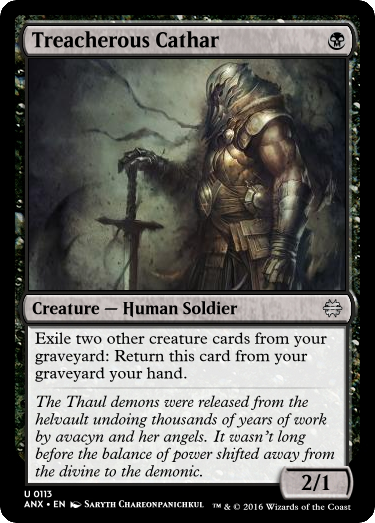 Treacherous Cathar
Creature — Human Soldier
Exile two other creature cards from your
graveyard: Return this card from your
graveyard your hand.
The Thaul demons were released from the
helvault undoing thousands of years of work
by avacyn and her angels. It wasn't long
before the balance of power shifted away from
the divine to the demonic.
2/1
U 0113
ANX • EN Saryth Chareonpanichkul ™ & © 2016 Wizards of the Coast